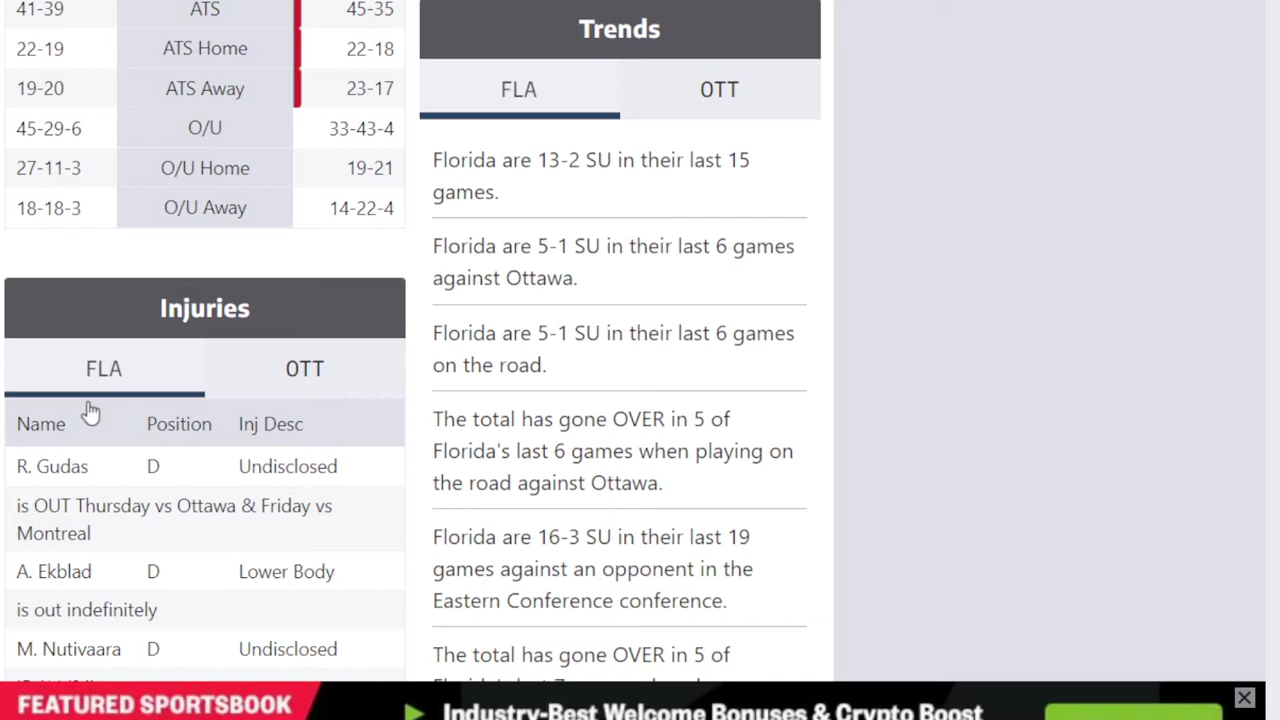 41-39 ATS 45-35
22-19 ATS Home 22-18
19-20 ATS Away 23-17
45-29-6 O/U 33-43-4
27-11-3 O/U Home 19-21
18-18-3 O/U Away 14-22-4
Injuries
FLA OTT
Name Position Inj Desc
R. Gudas D Undisclosed
is OUT Thursday vs Ottawa & Friday vs
Montreal
A. Ekblad D Lower Body
is out indefinitely
M. Nutivaara D Undisclosed
Trends
FLA OTT
Florida are 13-2 SU in their last 15
games.
Florida are 5-1 SU in their last 6 games
against Ottawa.
Florida are 5-1 SU in their last 6 games
on the road.
The total has gone OVER in 5 of
Florida's last 6 games when playing on
the road against Ottawa.
Florida are 16-3 SU in their last 19
games against an opponent in the
Eastern Conference conference.
The total has gone OVER in 5 of
FEATURED SPORTSBOOK
Industry-Best Welcome Bonuses & Crypto Boost